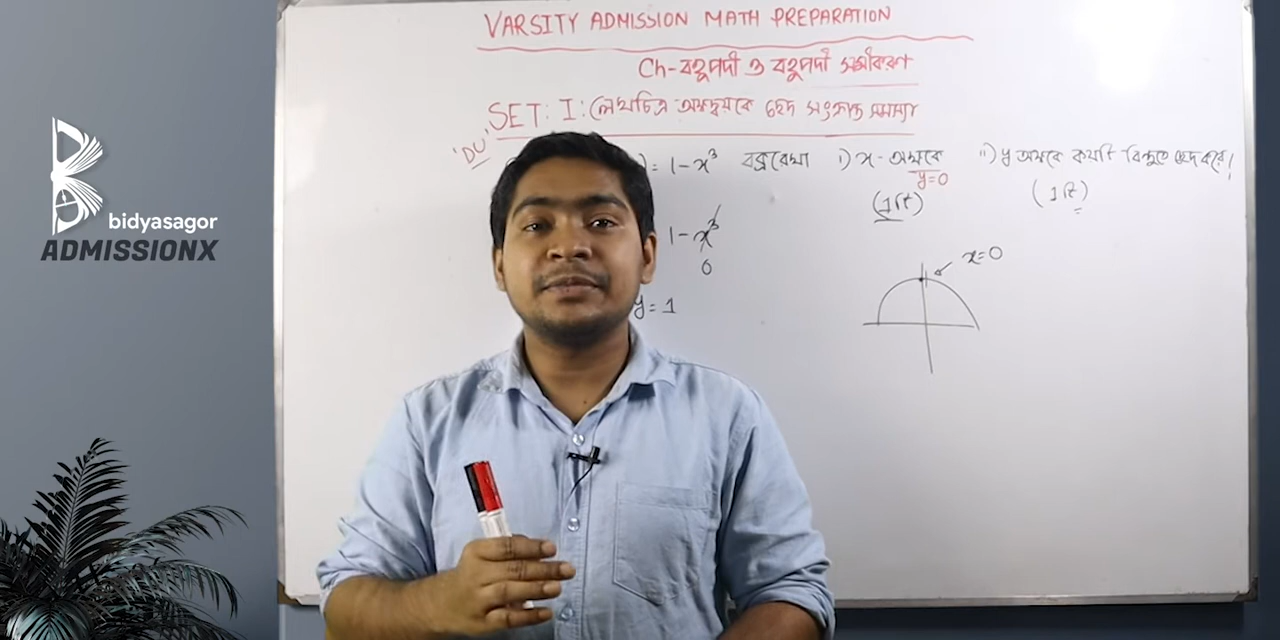 VARSITY ADMISSION MATH PREPARATION
Ch-বহুপদী ও বহুপদী সমীকরণ
SET: I: লেখচিত্র অক্ষদ্বয়কে ছেদ সংক্রান্ত সমস্যা
'DU'
) = 1-x³ বক্ররেখা i) x-অক্ষকে ii) y অক্ষকে কয়টি বিন্দুতে ছেদ করে।
y=0
(1টি) (1টি)
1-x³
0
x=0
y=1
bidyasagor
ADMISSIONX